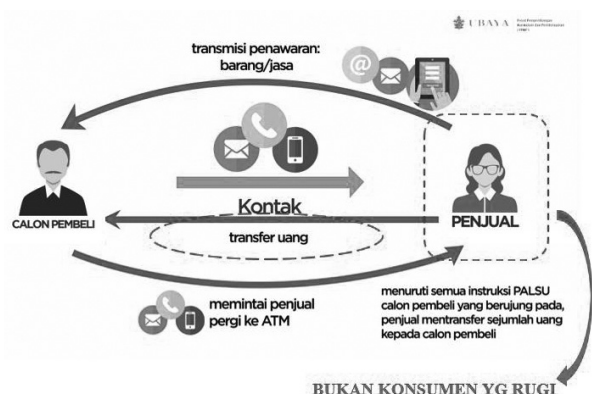 UBAYA
transmisi penawaran:
barang/jasa
@
CALON PEMBELI
Kontak
transfer uang
PENJUAL
memintai penjual
pergi ke ATM
menuruti semua instruksi PALSU
calon pembeli yang berujung pada,
penjual mentransfer sejumlah uang
kepada calon pembeli
BUKAN KONSUMEN YG RUGI